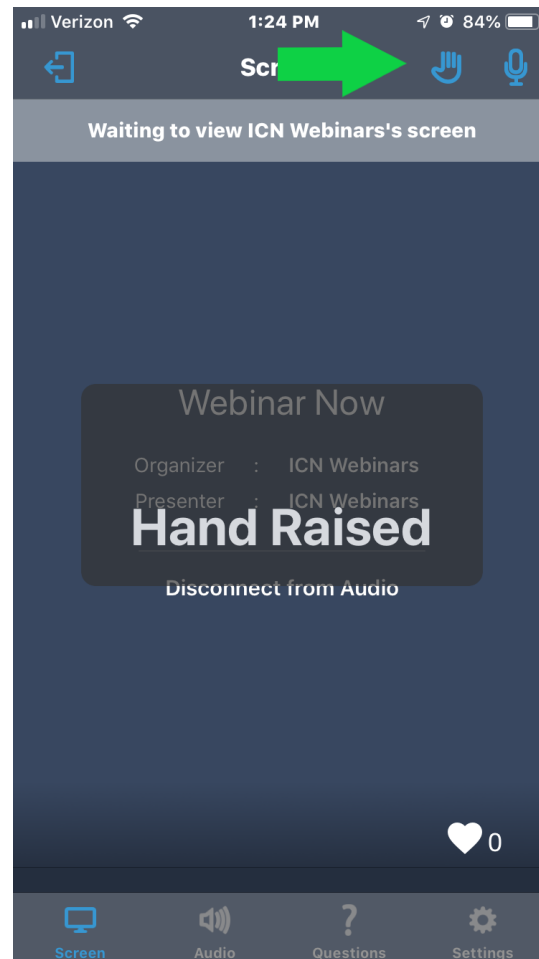 Verizon 1:24 PM 84%
Scr
Waiting to view ICN Webinars's screen
Webinar Now
Organizer : ICN Webinars
Presenter : ICN Webinars
Hand Raised
Disconnect from Audio
0
Screen Audio Questions Settings